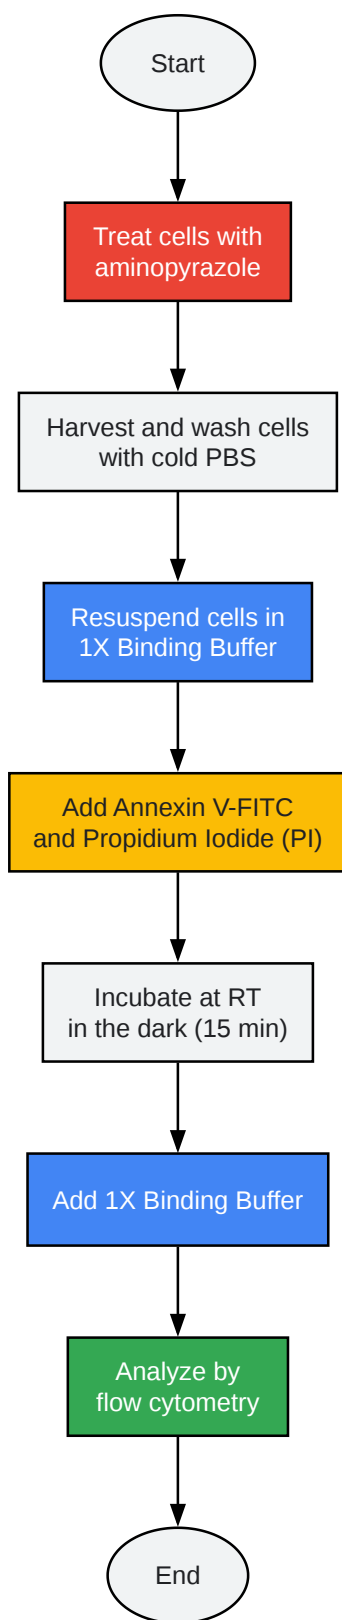 Start
Treat cells with
aminopyrazole
Harvest and wash cells
with cold PBS
Resuspend cells in
1X Binding Buffer
Add Annexin V-FITC
and Propidium Iodide (PI)
Incubate at RT
in the dark (15 min)
Add 1X Binding Buffer
Analyze by
flow cytometry
End